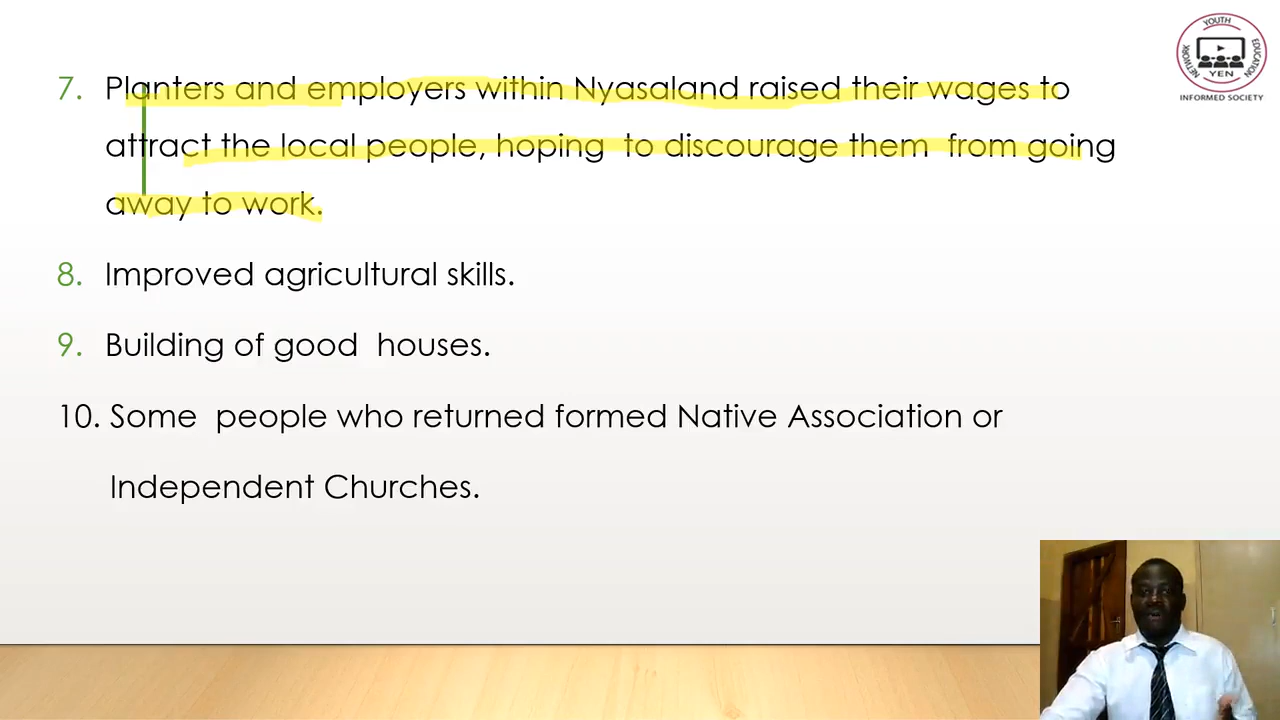 7. Planters and employers within Nyasaland raised their wages to
attract the local people, hoping to discourage them from going
away to work.
8. Improved agricultural skills.
9. Building of good houses.
10. Some people who returned formed Native Association or
Independent Churches.
YOUTH
NETWORK
EDUCATION
YEN
INFORMED SOCIETY